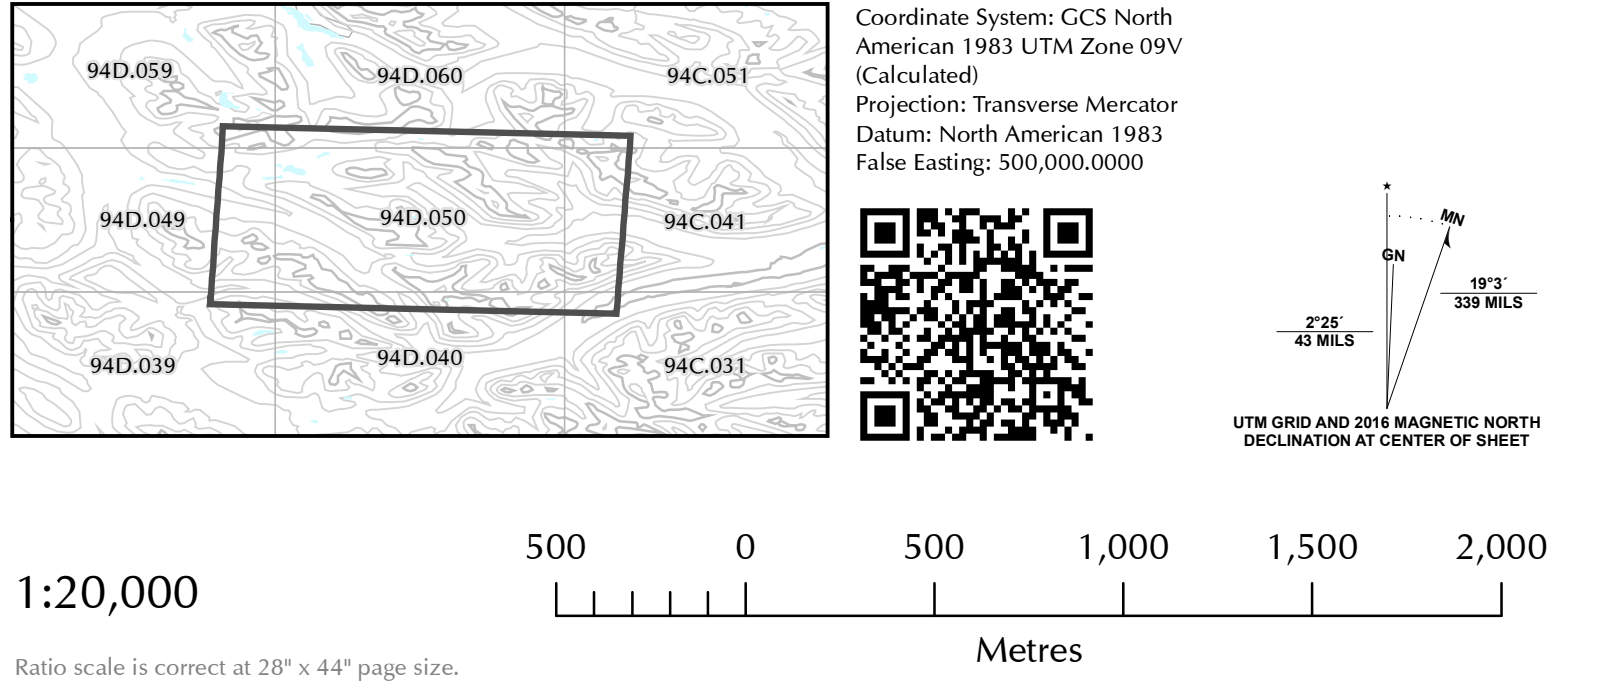 94D.059
94D.060
94C.051
94D.049
94D.050
94C.041
94D.039
94D.040
94C.031
Coordinate System: GCS North
American 1983 UTM Zone 09V
(Calculated)
Projection: Transverse Mercator
Datum: North American 1983
False Easting: 500,000.0000
MN
GN
19°3´
339 MILS
2°25´
43 MILS
UTM GRID AND 2016 MAGNETIC NORTH
DECLINATION AT CENTER OF SHEET
1:20,000
Ratio scale is correct at 28" x 44" page size.
500 0 500 1,000 1,500 2,000
Metres